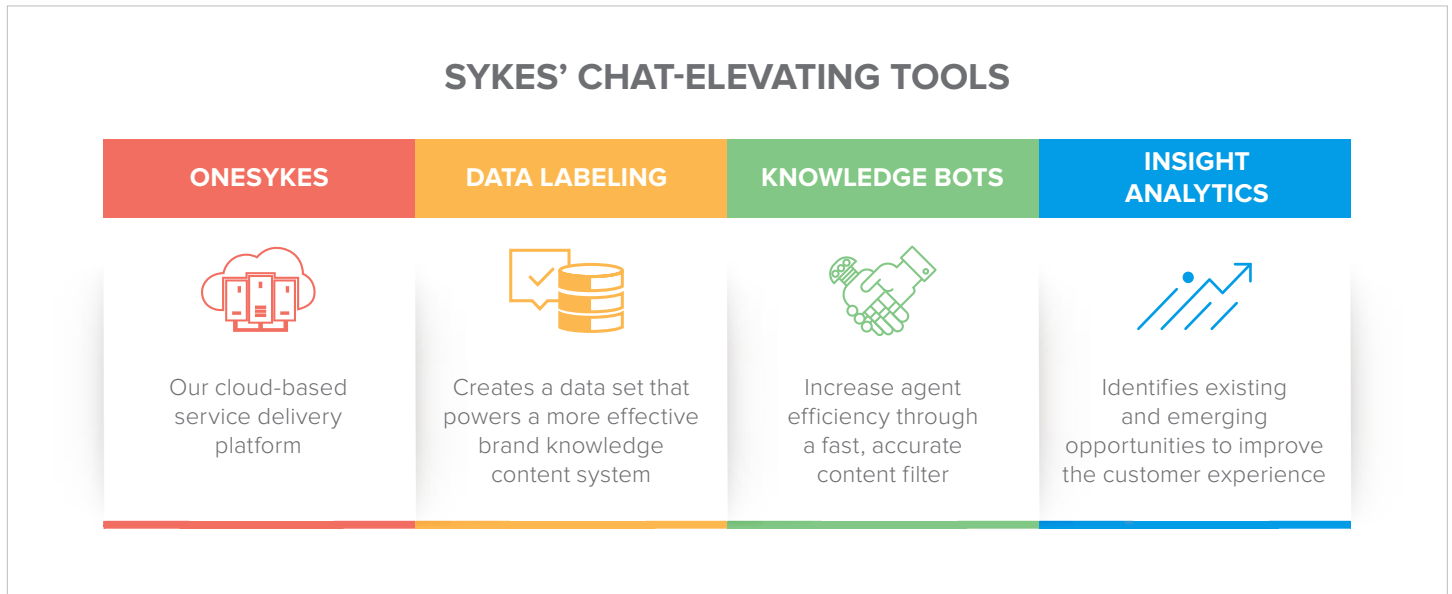 SYKES’ CHAT-ELEVATING TOOLS
ONESYKES
DATA LABELING
KNOWLEDGE BOTS
INSIGHT
ANALYTICS
Our cloud-based
service delivery
platform
Creates a data set that
powers a more effective
brand knowledge
content system
Increase agent
efficiency through
a fast, accurate
content filter
Identifies existing
and emerging
opportunities to improve
the customer experience